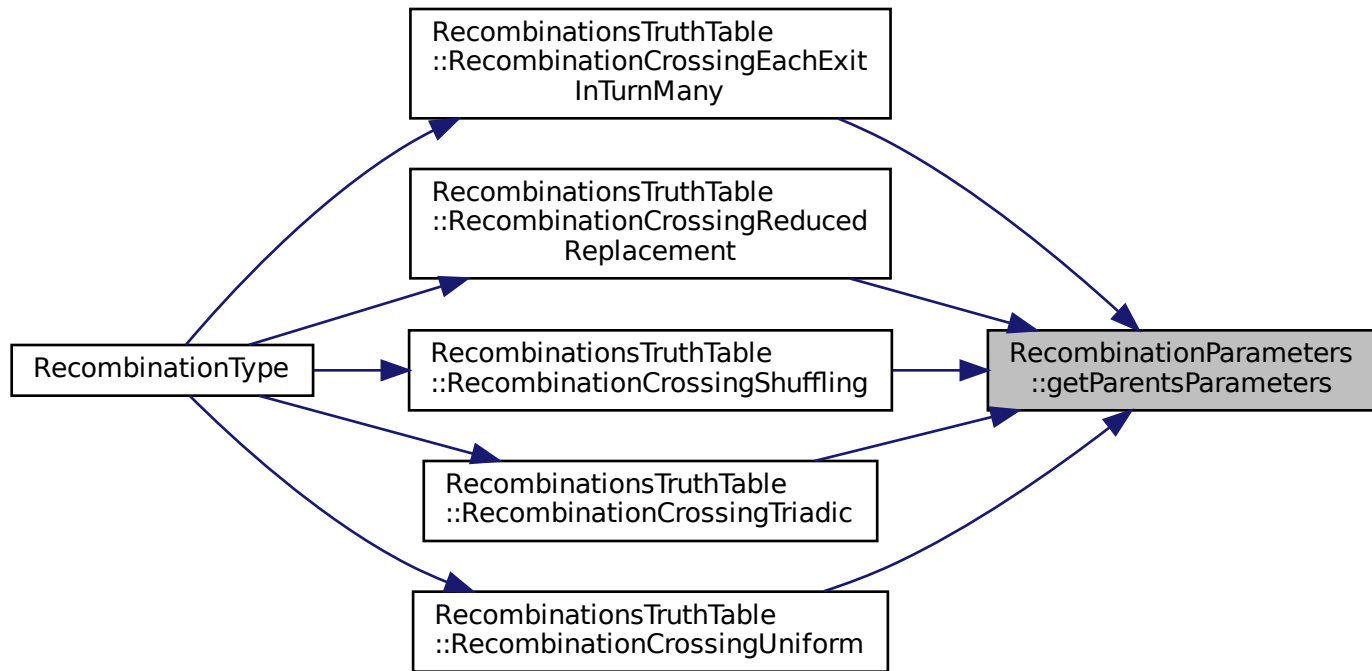 RecombinationsTruthTable
::RecombinationCrossingEachExit
InTurnMany
RecombinationsTruthTable
::RecombinationCrossingReduced
Replacement
RecombinationType
RecombinationsTruthTable
::RecombinationCrossingShuffling
RecombinationParameters
::getParentsParameters
RecombinationsTruthTable
::RecombinationCrossingTriadic
RecombinationsTruthTable
::RecombinationCrossingUniform